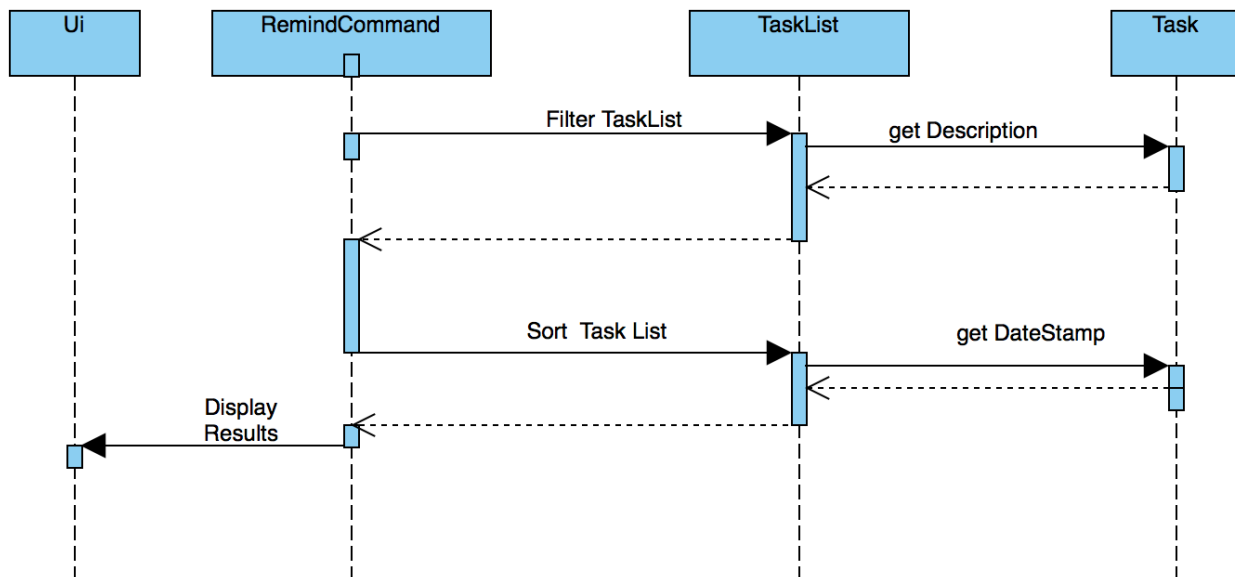 Ui
RemindCommand
TaskList
Task
Filter TaskList
get Description
Sort  Task List
get DateStamp
Display
Results